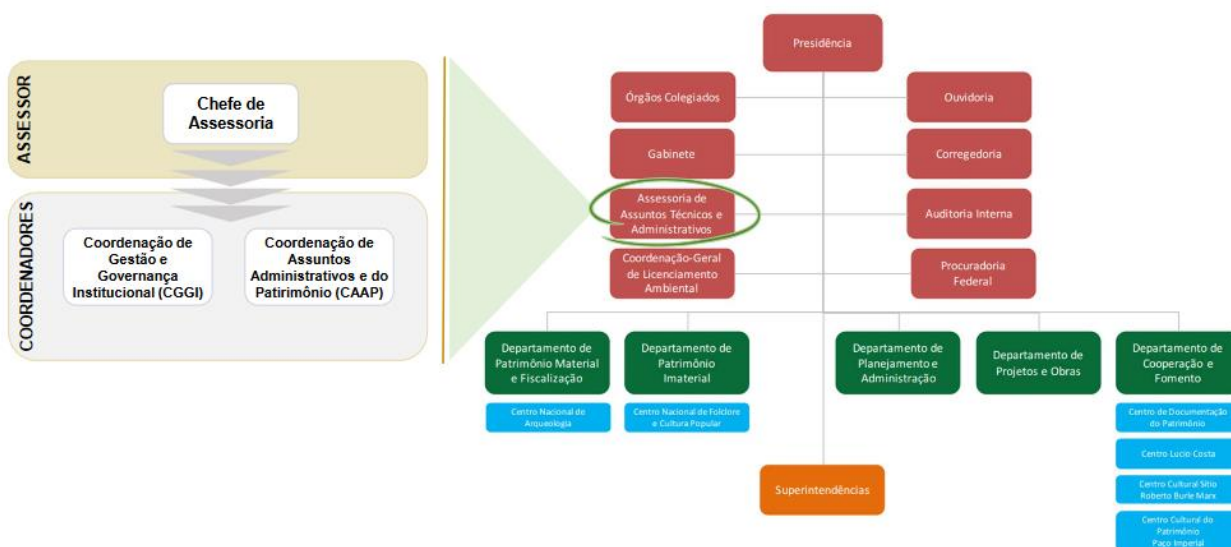 ASSESSOR
Chefe de
Assessoria
COORDENADORES
Coordenação de
Gestão e
Governança
Institucional (CGGI)
Coordenação de
Assuntos
Administrativos e do
Patirimônio (CAAP)
Presidência
Órgãos Colegiados
Ouvidoria
Gabinete
Corregedoria
Assessoria de
Assuntos Técnicos e
Administrativos
Auditoria Interna
Coordenação-Geral
de Licenciamento
Ambiental
Procuradoria
Federal
Departamento de
Patrimônio Material
e Fiscalização
Departamento de
Patrimônio
Imaterial
Departamento de
Planejamento e
Administração
Departamento de
Projetos e Obras
Departamento de
Cooperação e
Fomento
Centro Nacional de
Arqueologia
Centro Nacional de Folclore
e Cultura Popular
Centro de Documentação
do Patrimônio
Centro Lucio Costa
Centro Cultural Sítio
Roberto Burle Marx
Centro Cultural do
Patrimônio
Paço Imperial
Superintendências